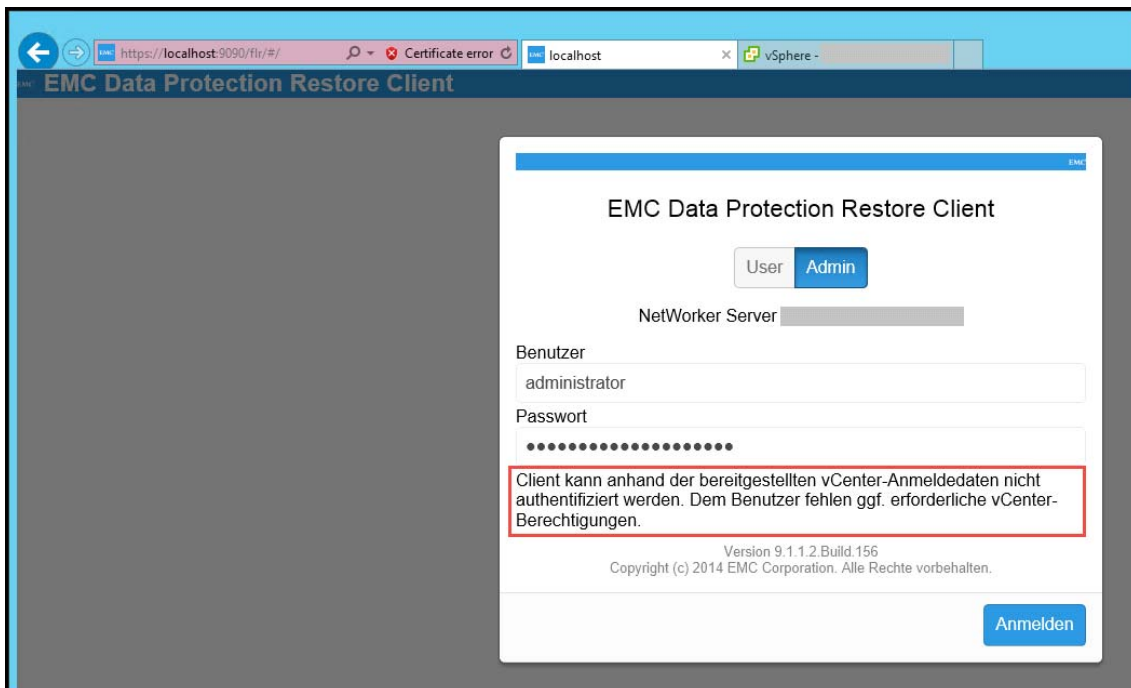 https://localhost:9090/flr/#/ Certificate error localhost vSphere -
EMC Data Protection Restore Client
EMC
EMC Data Protection Restore Client
User Admin
NetWorker Server
Benutzer
administrator
Passwort
••••••••••••••••••••
Client kann anhand der bereitgestellten vCenter-Anmeldedaten nicht
authentifiziert werden. Dem Benutzer fehlen ggf. erforderliche vCenter-
Berechtigungen.
Version 9.1.1.2.Build.156
Copyright (c) 2014 EMC Corporation. Alle Rechte vorbehalten.
Anmelden